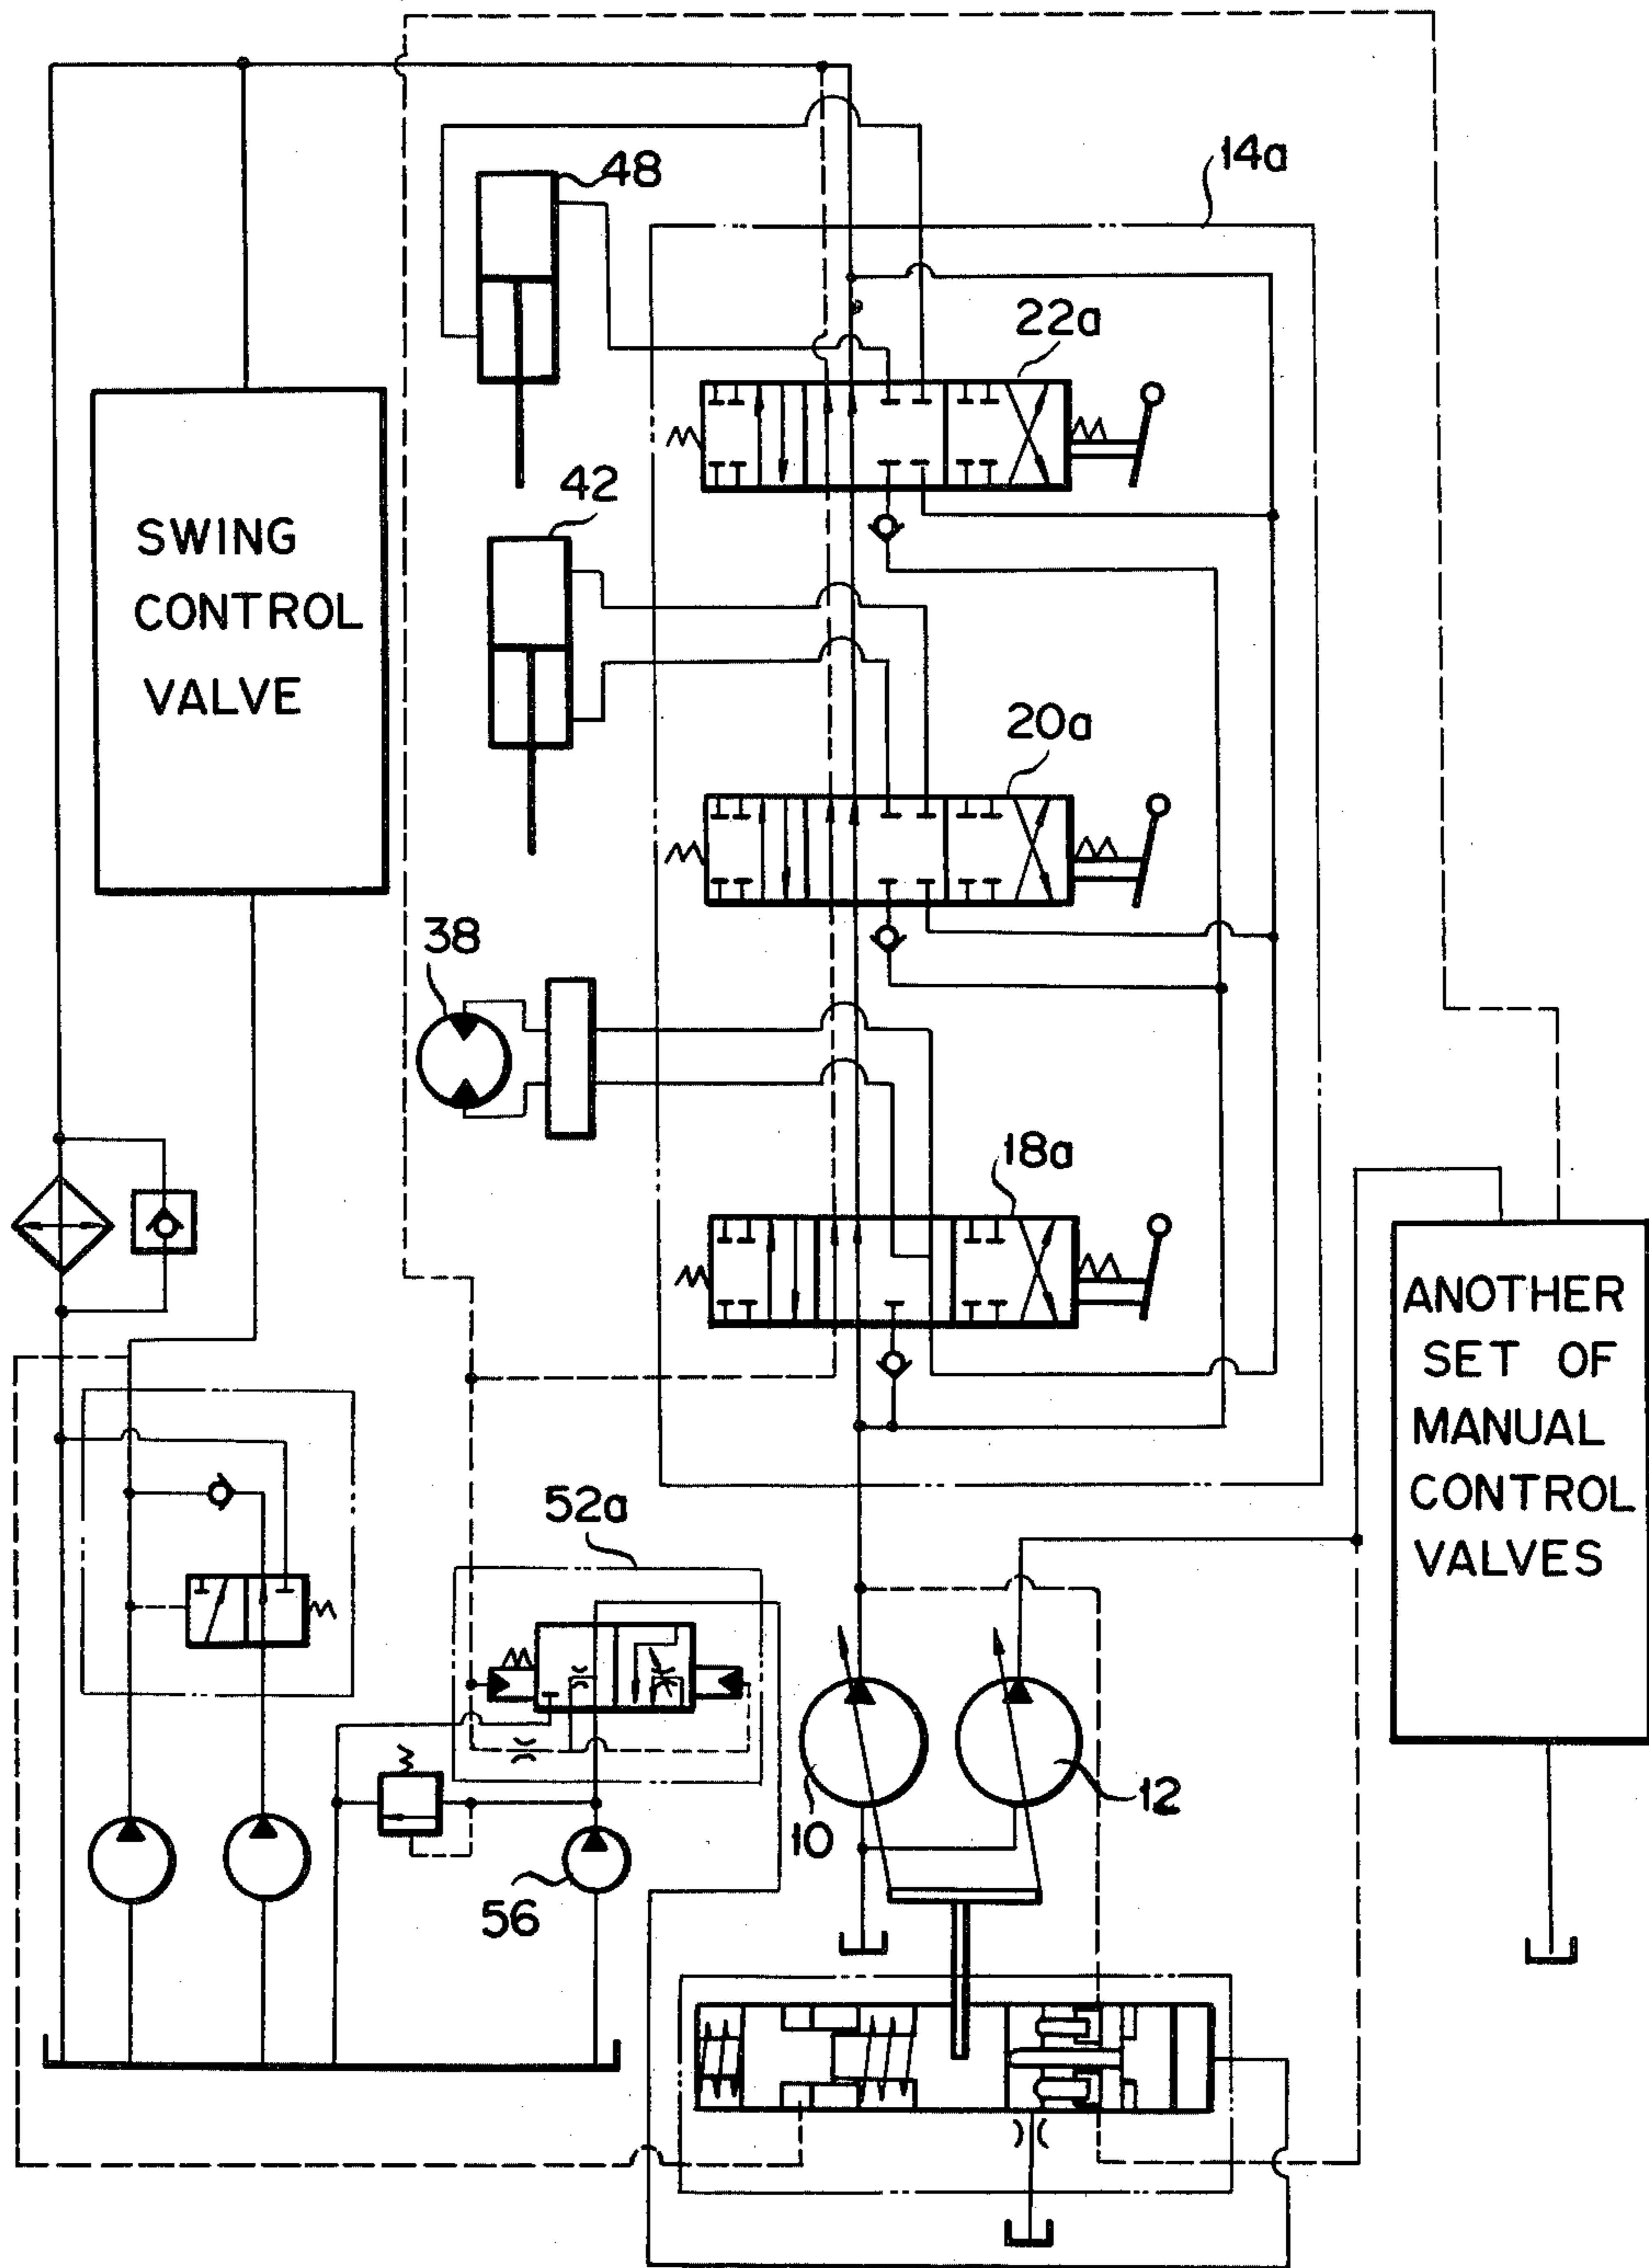 48
14a
22a
SWING
CONTROL
VALVE
42
20a
38
18a
ANOTHER
SET OF
MANUAL
CONTROL
VALVES
52a
10
12
56